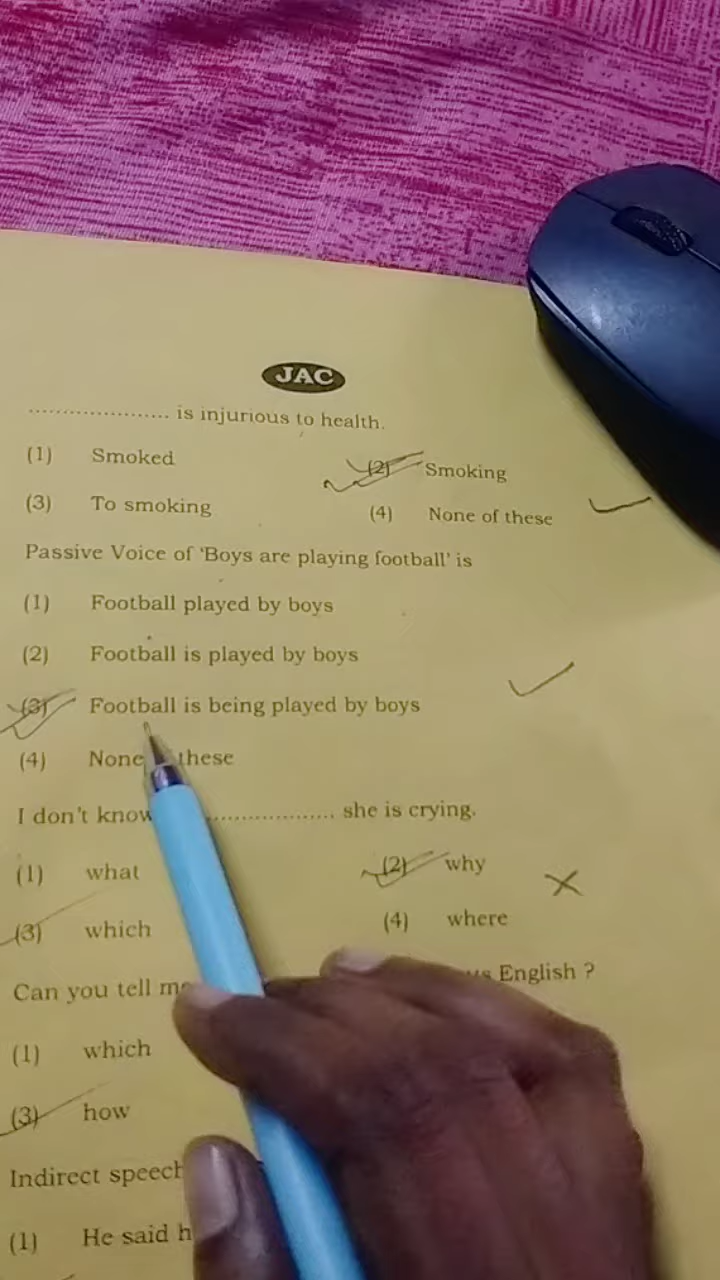 JAC
..................... is injurious to health.
(1) Smoked (2) Smoking
(3) To smoking (4) None of these
Passive Voice of 'Boys are playing football' is
(1) Football played by boys
(2) Football is played by boys
(3) Football is being played by boys
(4) None these
I don't know .................. she is crying.
(1) what (2) why
(3) which (4) where
Can you tell English ?
(1) which
(3) how
Indirect speech
(1) He said